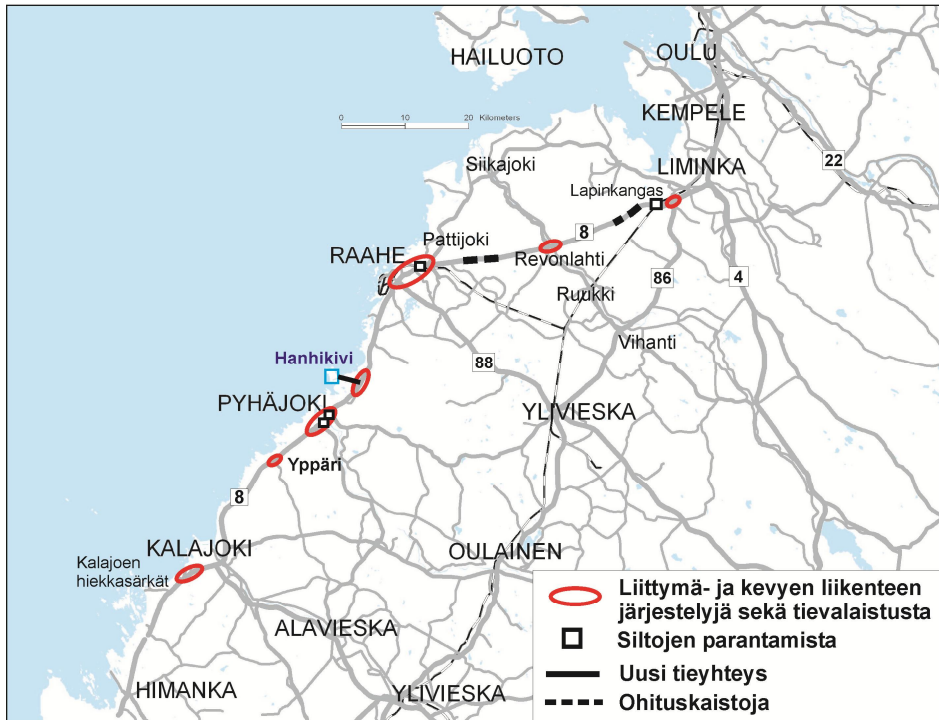 HAILUOTO
OULU
KEMPELE
0 10 20 Kilometers
22
LIMINKA
Siikajoki
Lapinkangas
8
Pattijoki
RAAHE
Revonlahti
86
4
Ruukki
Vihanti
Hanhikivi
88
PYHÄJOKI
YLIVIESKA
Yppäri
8
KALAJOKI
OULAINEN
Kalajoen
hiekkasärkät
ALAVIESKA
HIMANKA
YLIVIESKA
Liittymä- ja kevyen liikenteen
järjestelyjä sekä tievalaistusta
Siltojen parantamista
Uusi tieyhteys
Ohituskaistoja